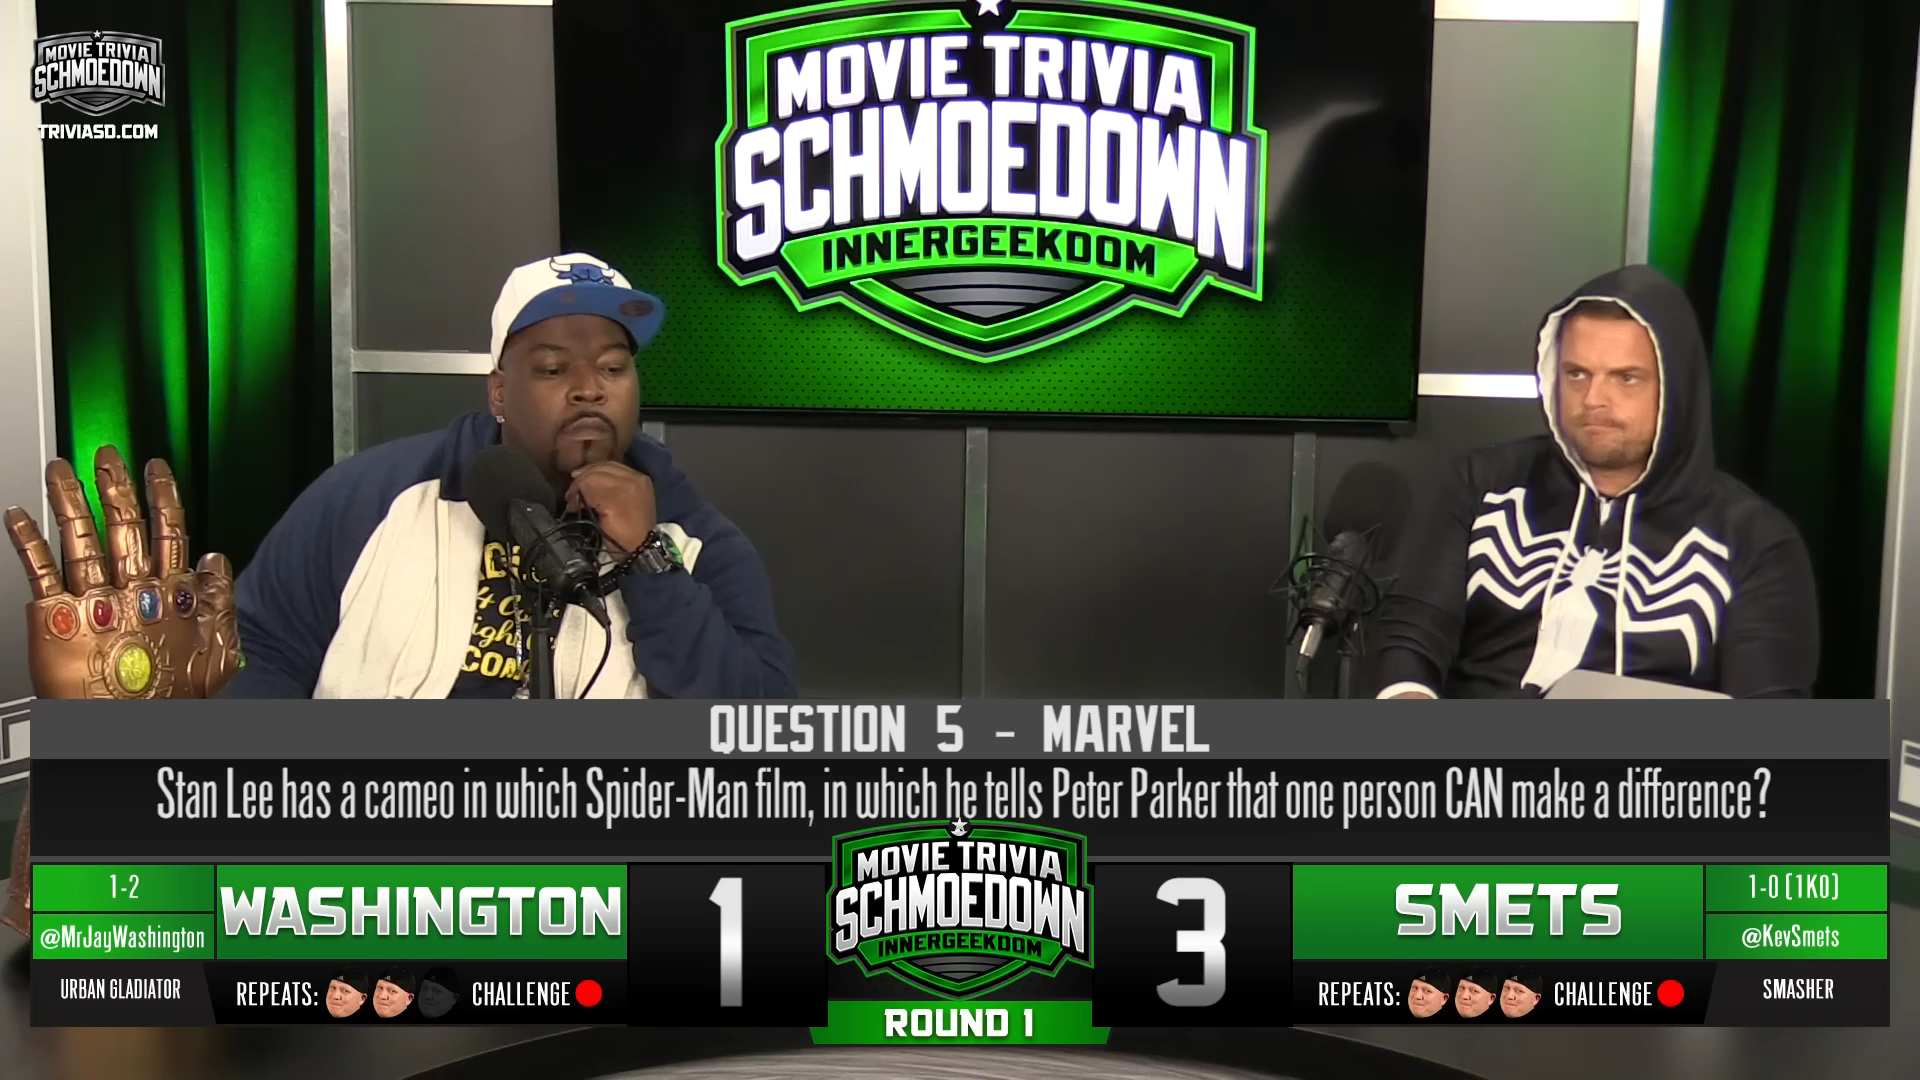 MOVIE TRIVIA
SCHMOEDOWN
TRIVIASD.COM
MOVIE TRIVIA
SCHMOEDOWN
INNERGEEKDOM
QUESTION 5 - MARVEL
Stan Lee has a cameo in which Spider-Man film, in which he tells Peter Parker that one person CAN make a difference?
1-2
@MrJayWashington
URBAN GLADIATOR
WASHINGTON
REPEATS:
CHALLENGE
1
MOVIE TRIVIA
SCHMOEDOWN
INNERGEEKDOM
ROUND 1
3
SMETS
REPEATS:
CHALLENGE
1-0 (1KO)
@KevSmets
SMASHER